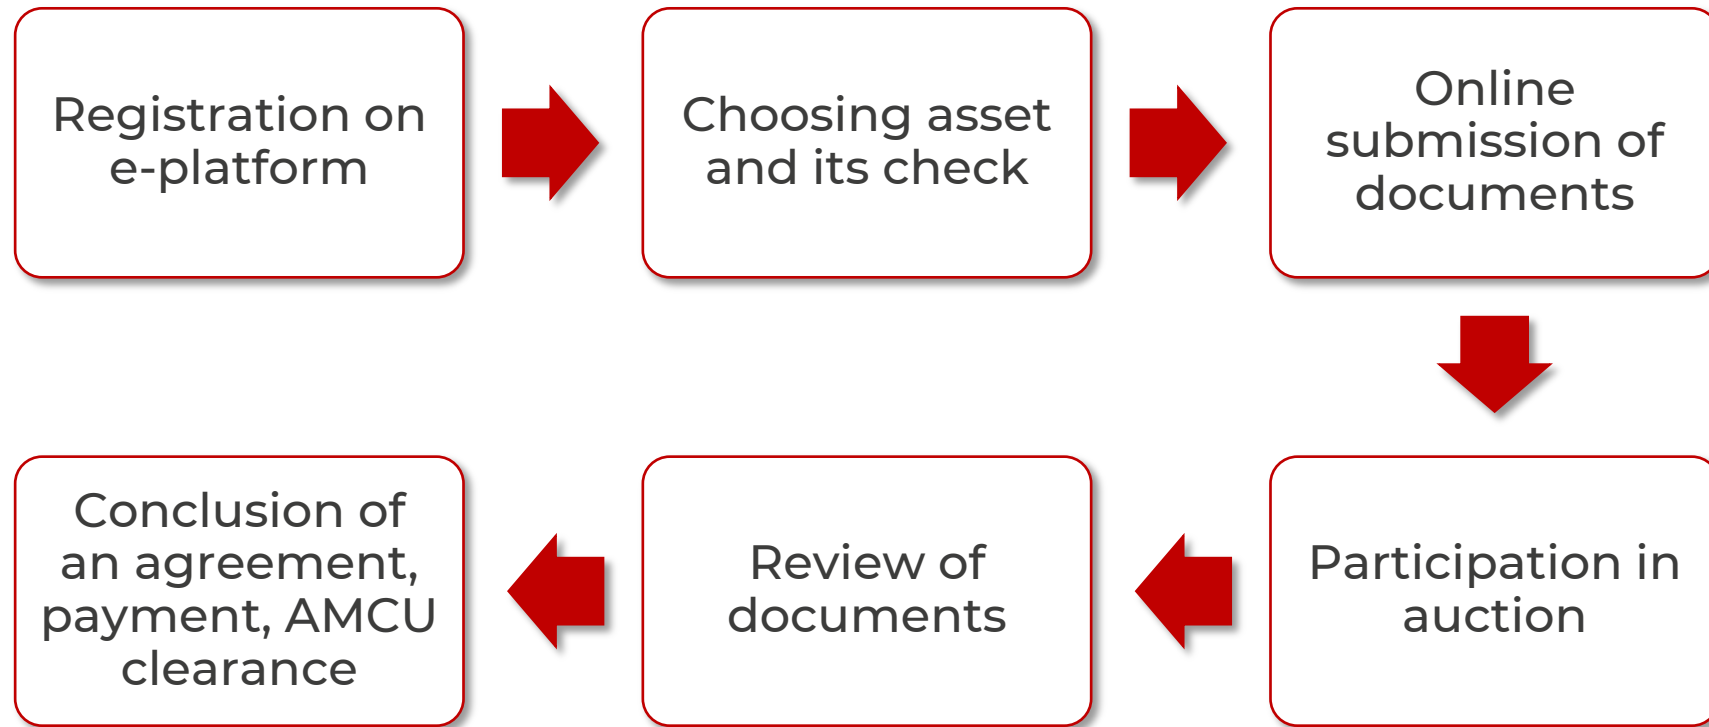 Registration on
e-platform
Choosing asset
and its check
Online
submission of
documents
Participation in
auction
Review of
documents
Conclusion of
an agreement,
payment, AMCU
clearance